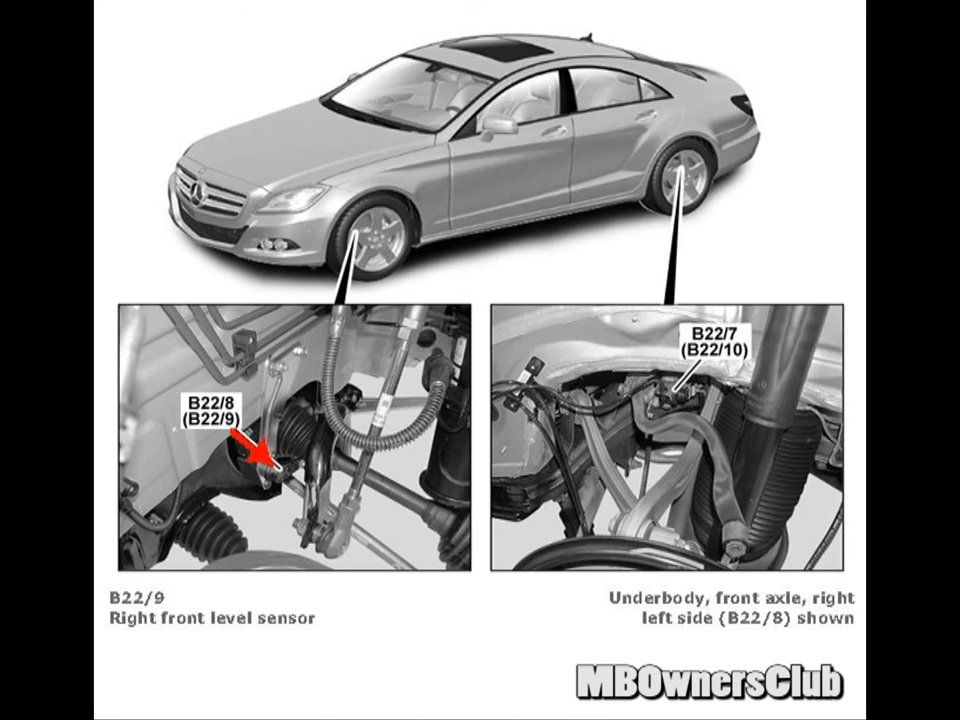 B22/8
(B22/9)
B22/7
(B22/10)
B22/9
Right front level sensor
Underbody, front axle, right
left side (B22/8) shown
MBOwnersClub